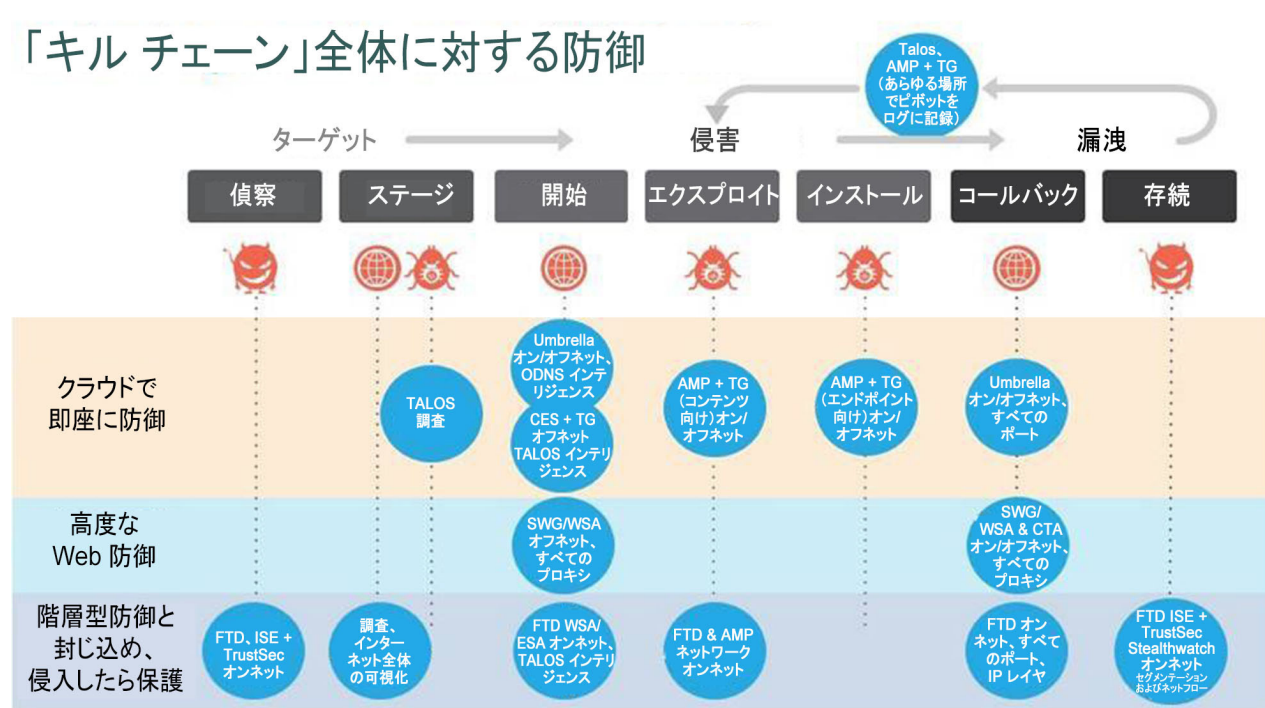 「キル チェーン」全体に対する防御
Talos、
AMP + TG
(あらゆる場所
でピボットを
ログに記録)
ターゲット
侵害
漏洩
偵察
ステージ
開始
エクスプロイト
インストール
コールバック
存続
クラウドで
即座に防御
TALOS
調査
Umbrella
オン/オフネット、
ODNS インテ
リジェンス
CES + TG
オフネット
TALOS インテリ
ジェンス
AMP + TG
(コンテンツ
向け)オン/
オフネット
AMP + TG
(エンドポイント
向け)オン/
オフネット
Umbrella
オン/オフネット、
すべての
ポート
高度な
Web 防御
SWG/WSA
オフネット、
すべての
プロキシ
SWG/
WSA & CTA
オン/オフネット、
すべての
プロキシ
階層型防御と
封じ込め、
侵入したら保護
FTD、ISE +
TrustSec
オンネット
調査、
インター
ネット全体
の可視化
FTD WSA/
ESA オンネット、
TALOS インテリ
ジェンス
FTD & AMP
ネットワーク
オンネット
FTD オン
ネット、すべて
のポート、
IP レイヤ
FTD ISE +
TrustSec
Stealthwatch
オンネット
セグメンテーション
およびネットフロー